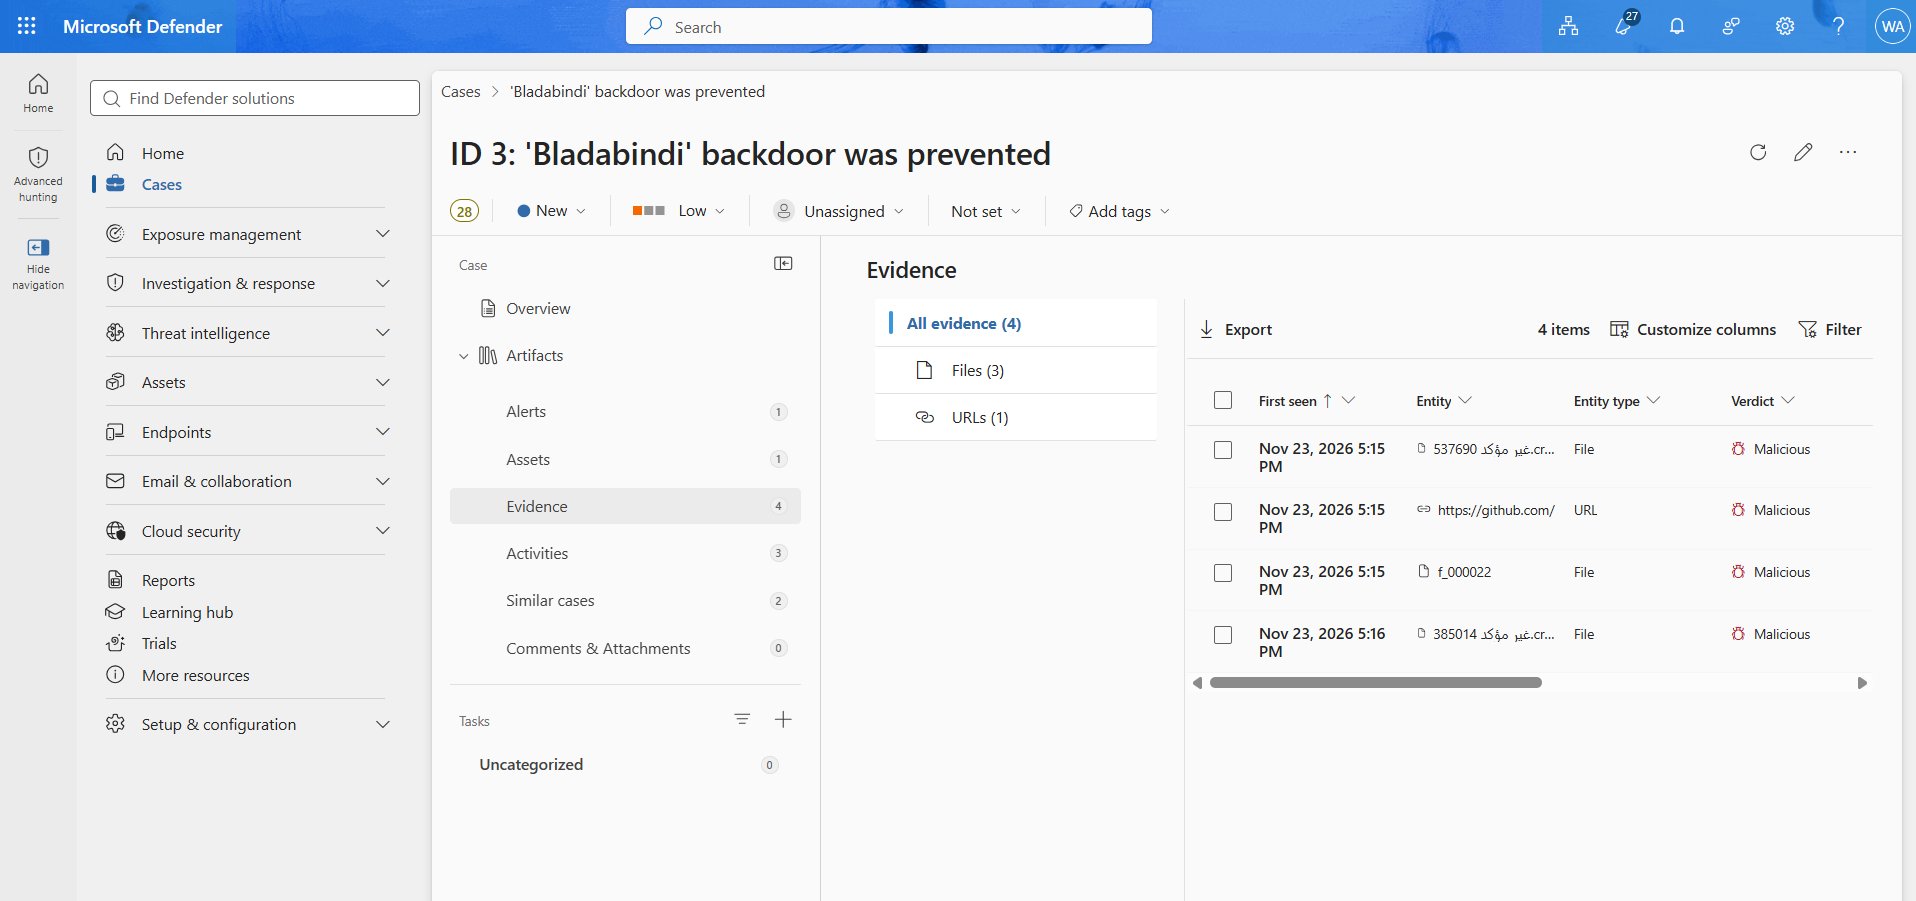 Microsoft Defender
Search
27
WA
Home
Advanced
hunting
Hide
navigation
Find Defender solutions
Home
Cases
Exposure management
Investigation & response
Threat intelligence
Assets
Endpoints
Email & collaboration
Cloud security
Reports
Learning hub
Trials
More resources
Setup & configuration
Cases > 'Bladabindi' backdoor was prevented
ID 3: 'Bladabindi' backdoor was prevented
28 New Low Unassigned Not set Add tags
Case
Overview
Artifacts
Alerts 1
Assets 1
Evidence 4
Activities 3
Similar cases 2
Comments & Attachments 0
Tasks
Uncategorized 0
Evidence
All evidence (4)
Files (3)
URLs (1)
Export 4 items Customize columns Filter
First seen ↑ Entity Entity type Verdict
Nov 23, 2026 5:15 PM غير مؤكد 537690.cr... File Malicious
Nov 23, 2026 5:15 PM https://github.com/ URL Malicious
Nov 23, 2026 5:15 PM f_000022 File Malicious
Nov 23, 2026 5:16 PM غير مؤكد 385014.cr... File Malicious